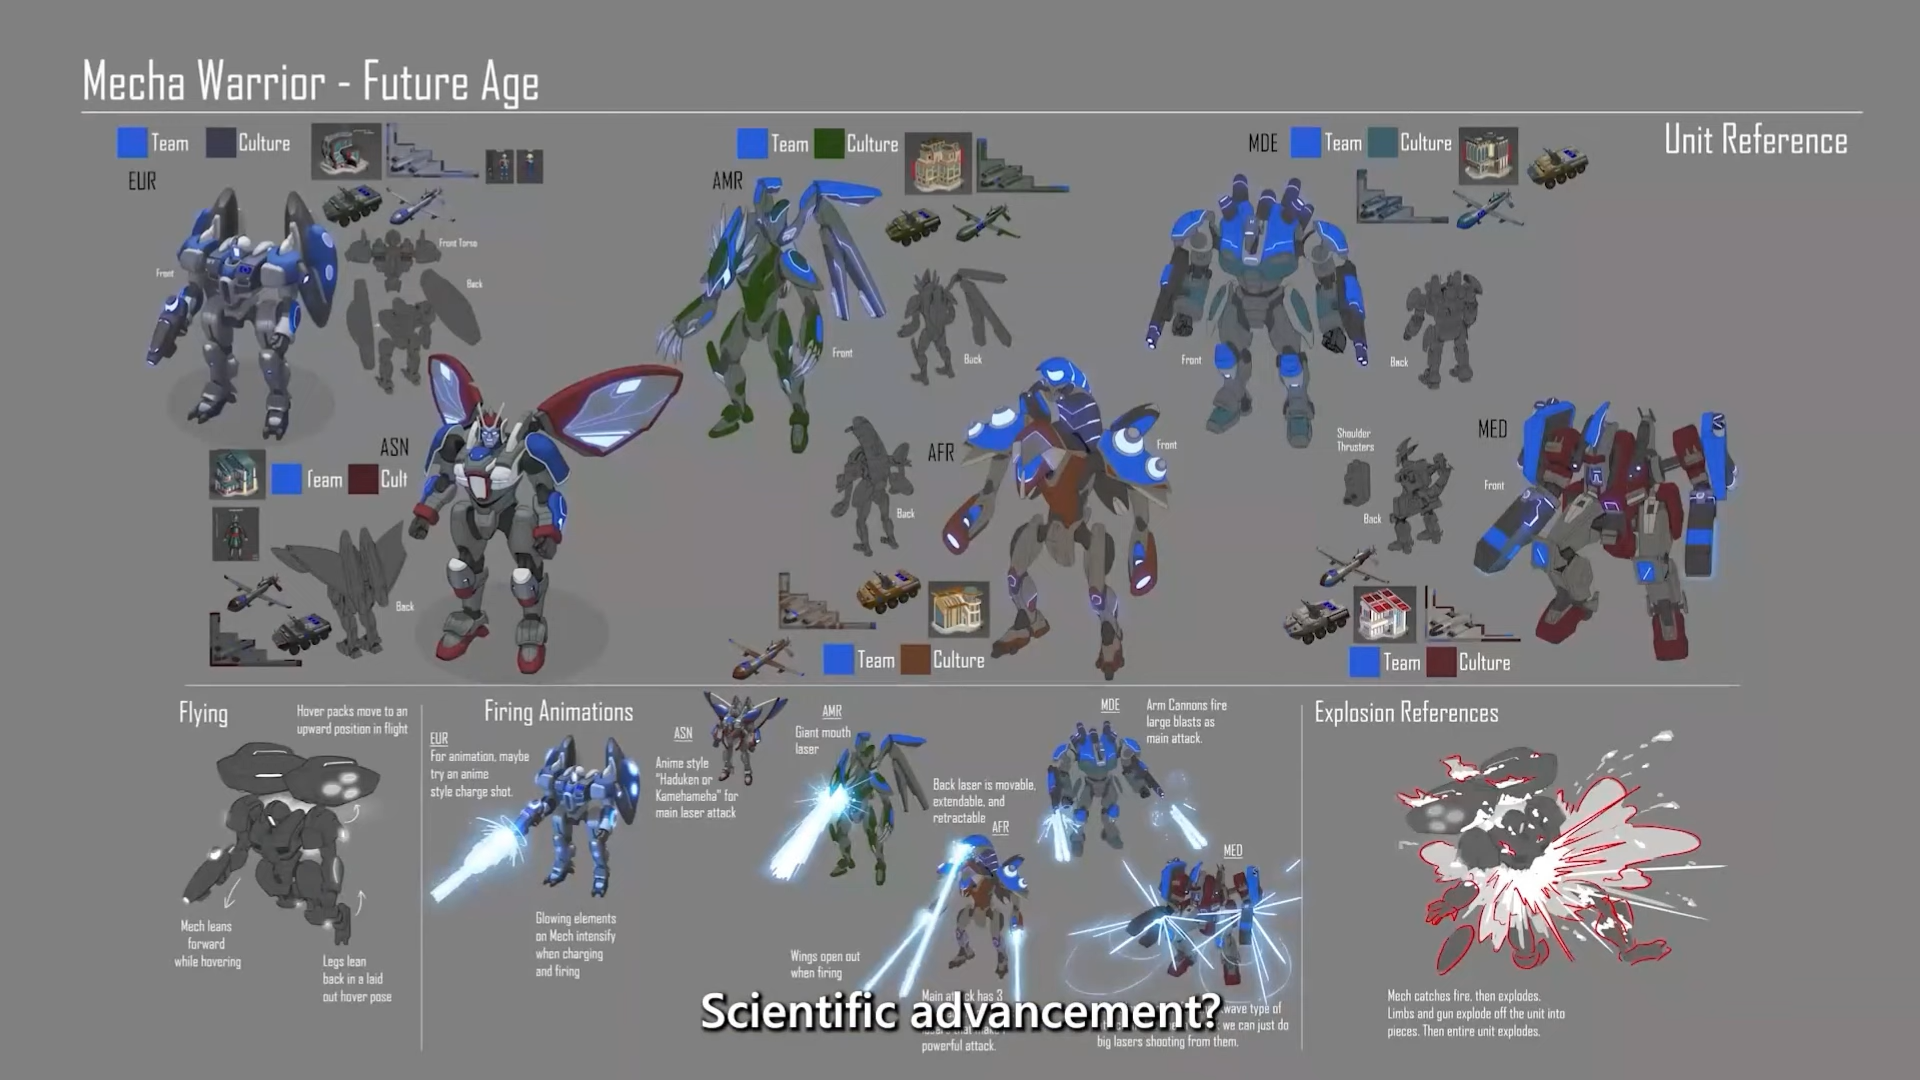 Mecha Warrior - Future Age
Unit Reference
Team
Culture
EUR
Front
Front Torso
Back
Team
Culture
AMR
Front
Back
MDE
Team
Culture
Front
Back
ASN
Team
Cult
Back
AFR
Front
Back
Team
Culture
MED
Shoulder
Thrusters
Front
Back
Team
Culture
Flying
Hover packs move to an
upward position in flight
Mech leans
forward
while hovering
Legs lean
back in a laid
out hover pose
Firing Animations
EUR
For animation, maybe
try an anime
style charge shot.
Glowing elements
on Mech intensify
when charging
and firing
ASN
Anime style
"Haduken or
Kamehameha" for
main laser attack
AMR
Giant mouth
laser
Wings open out
when firing
Back laser is movable,
extendable, and
retractable
AFR
Main attack has 3
powerful attack.
MDE
Arm Cannons fire
large blasts as
main attack.
MED
wave type of
we can just do
big lasers shooting from them.
Explosion References
Mech catches fire, then explodes.
Limbs and gun explode off the unit into
pieces. Then entire unit explodes.
Scientific advancement?